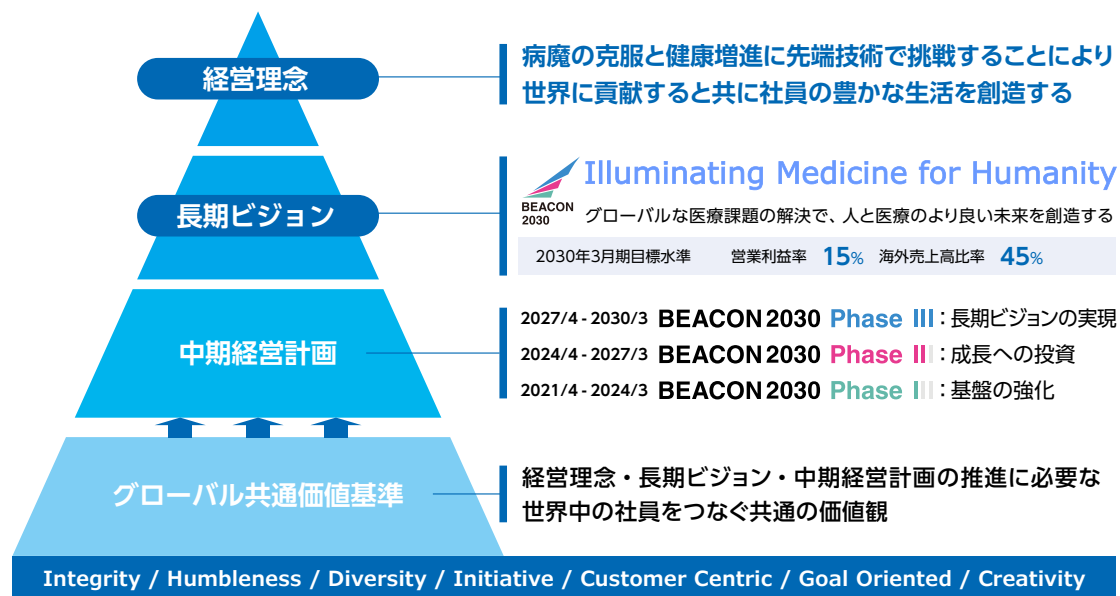 経営理念
病魔の克服と健康増進に先端技術で挑戦することにより
世界に貢献すると共に社員の豊かな生活を創造する
長期ビジョン
BEACON
2030
Illuminating Medicine for Humanity
グローバルな医療課題の解決で、人と医療のより良い未来を創造する
2030年3月期目標水準 営業利益率 15% 海外売上高比率 45%
中期経営計画
2027/4 - 2030/3 BEACON 2030 Phase III：長期ビジョンの実現
2024/4 - 2027/3 BEACON 2030 Phase II：成長への投資
2021/4 - 2024/3 BEACON 2030 Phase I：基盤の強化
グローバル共通価値基準
経営理念・長期ビジョン・中期経営計画の推進に必要な
世界中の社員をつなぐ共通の価値観
Integrity / Humbleness / Diversity / Initiative / Customer Centric / Goal Oriented / Creativity